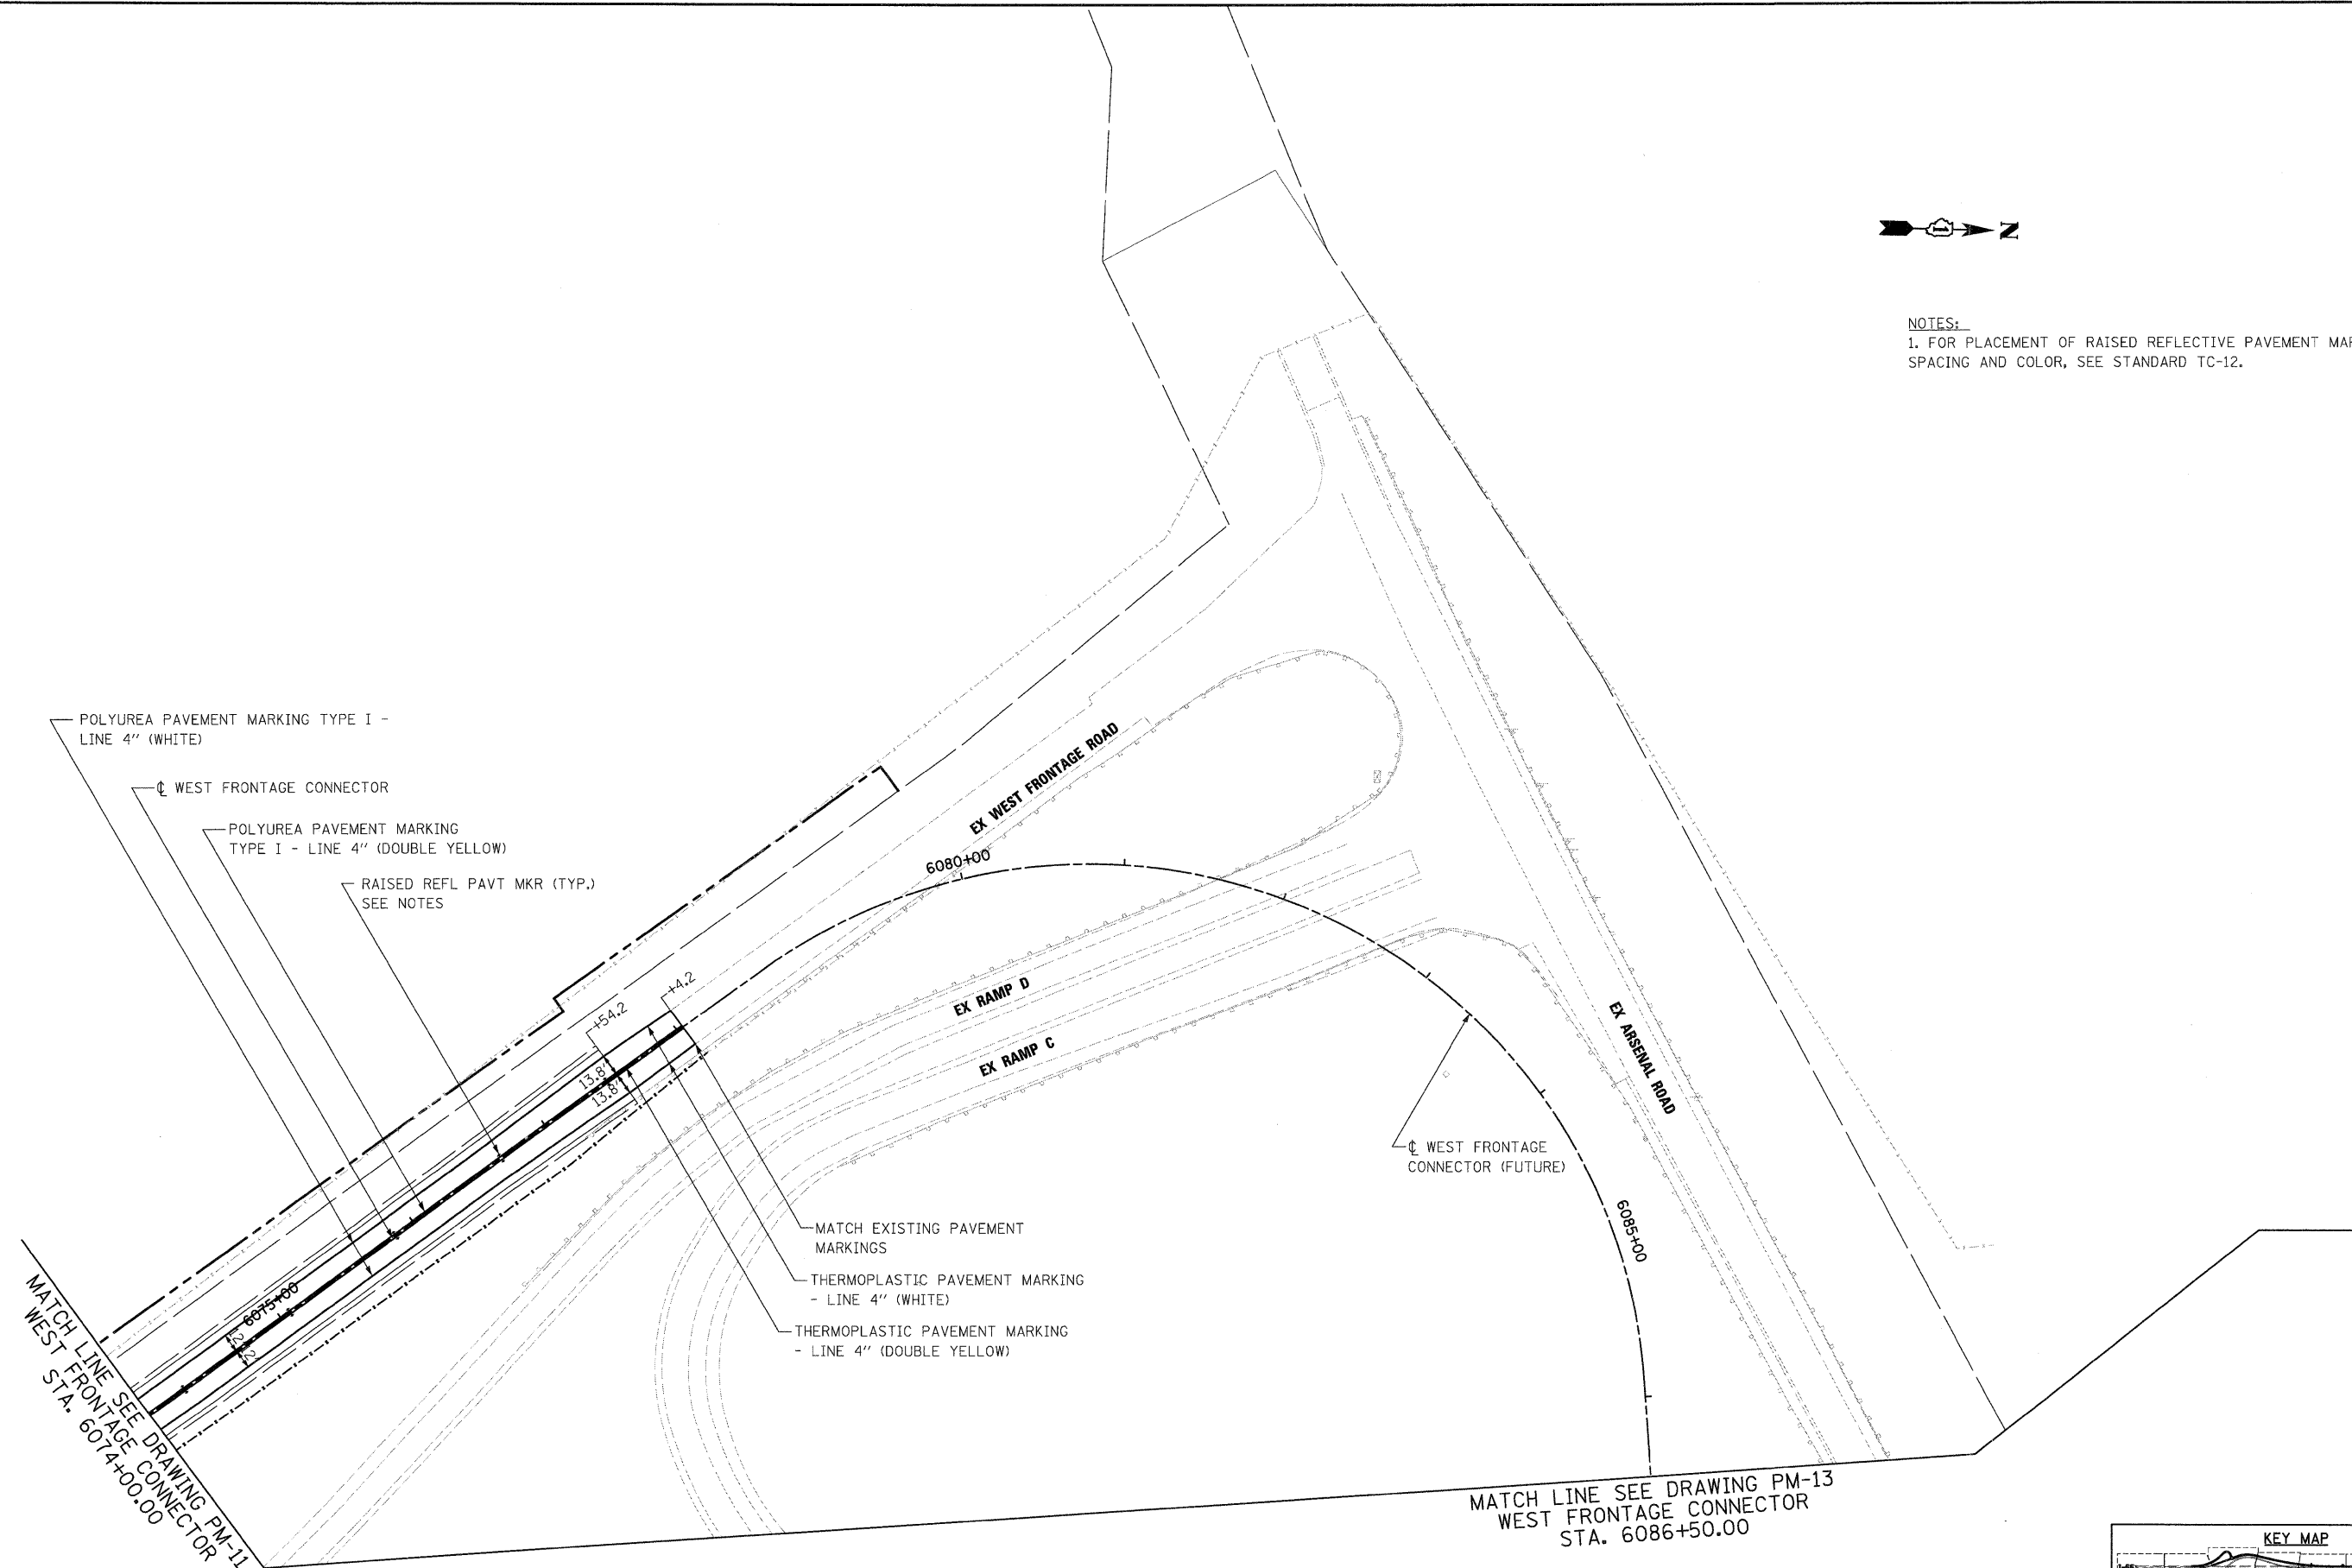 N
NOTES:
1. FOR PLACEMENT OF RAISED REFLECTIVE PAVEMENT
SPACING AND COLOR, SEE STANDARD TC-12.
POLYUREA PAVEMENT MARKING TYPE I -
LINE 4" (WHITE)
℄ WEST FRONTAGE CONNECTOR
POLYUREA PAVEMENT MARKING
TYPE I - LINE 4" (DOUBLE YELLOW)
RAISED REFL PAVT MKR (TYP.)
SEE NOTES
EX WEST FRONTAGE ROAD
6080+00
+4.2
+54.2
13.8'
13.8'
EX RAMP D
EX RAMP C
EX ARSENAL ROAD
℄ WEST FRONTAGE
CONNECTOR (FUTURE)
6085+00
MATCH EXISTING PAVEMENT
MARKINGS
THERMOPLASTIC PAVEMENT MARKING
- LINE 4" (WHITE)
THERMOPLASTIC PAVEMENT MARKING
- LINE 4" (DOUBLE YELLOW)
6075+00
12'
12'
MATCH LINE SEE DRAWING PM-11
WEST FRONTAGE CONNECTOR
STA. 6074+00.00
MATCH LINE SEE DRAWING PM-13
WEST FRONTAGE CONNECTOR
STA. 6086+50.00
KEY MAP